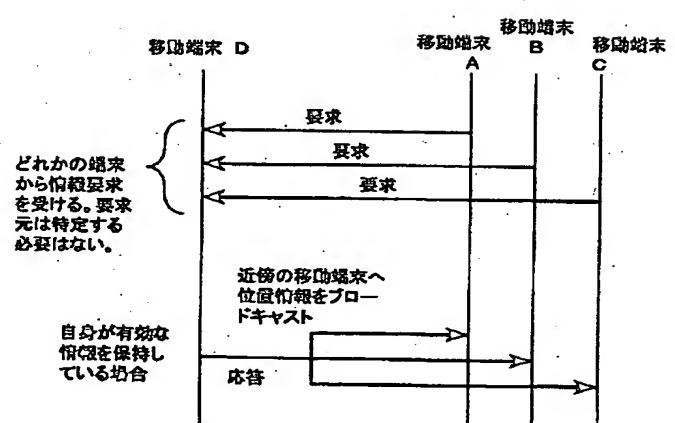 移動端末 D
移動端末
A
移動端末
B
移動端末
C
要求
要求
要求
どれかの端末
から情報要求
を受ける。要求
元は特定する
必要はない。
近傍の移動端末へ
位置情報をブロー
ドキャスト
自身が有効な
情報を保持し
ている場合
応答